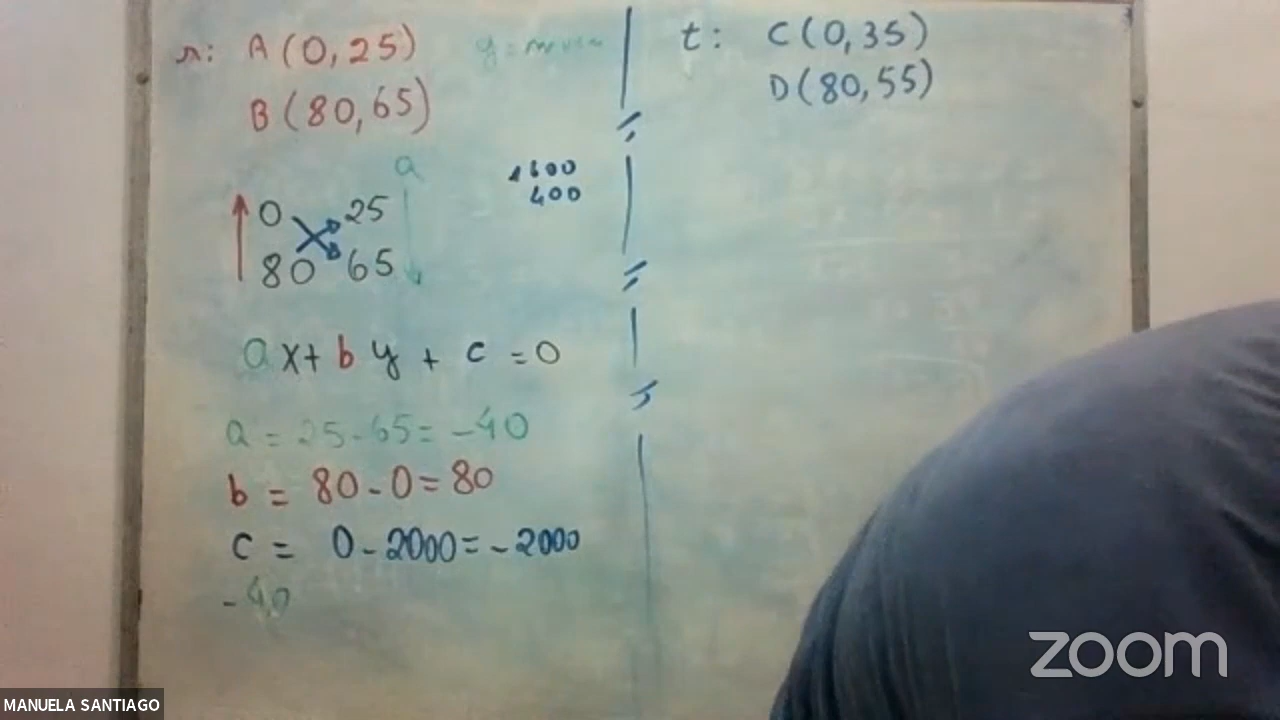 r: A(0,25)
B(80,65)
a
1600
400
0 25
80 65
ax+by+c=0
a = 25-65= -40
b = 80-0=80
c = 0-2000=-2000
-40
t: C(0,35)
D(80,55)
zoom
MANUELA SANTIAGO